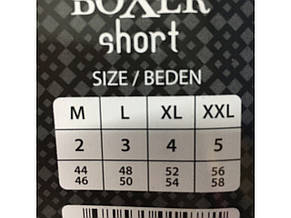 BOXER
short
SIZE / BEDEN
M L XL XXL
2 3 4 5
44 48 52 56
46 50 54 58